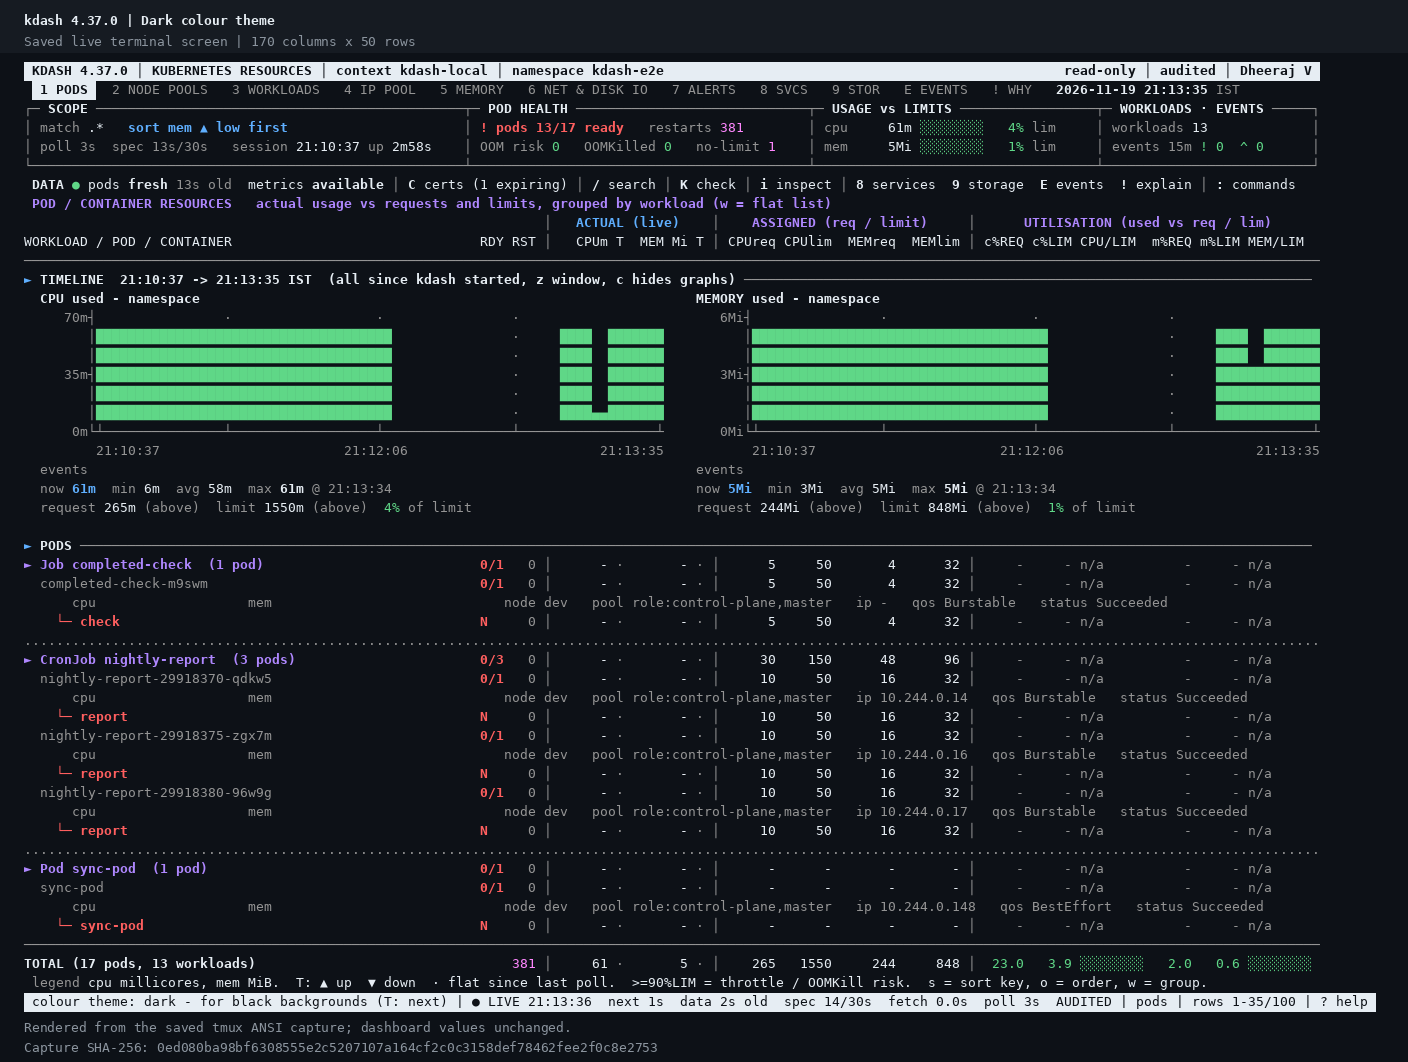 kdash 4.37.0 | Dark colour theme
Saved live terminal screen | 170 columns x 50 rows
KDASH 4.37.0 │ KUBERNETES RESOURCES │ context kdash-local │ namespace kdash-e2e read-only │ audited │ Dheeraj V
1 PODS 2 NODE POOLS 3 WORKLOADS 4 IP POOL 5 MEMORY 6 NET & DISK IO 7 ALERTS 8 SVCS 9 STOR E EVENTS ! WHY 2026-11-19 21:13:35 IST
SCOPE POD HEALTH USAGE vs LIMITS WORKLOADS · EVENTS
match .* sort mem ▲ low first │ ! pods 13/17 ready restarts 381 │ cpu 61m ░░░░░░░░ 4% lim │ workloads 13
poll 3s spec 13s/30s session 21:10:37 up 2m58s │ OOM risk 0 OOMKilled 0 no-limit 1 │ mem 5Mi ░░░░░░░░ 1% lim │ events 15m ! 0 ^ 0
DATA ● pods fresh 13s old metrics available │ C certs (1 expiring) │ / search │ K check │ i inspect │ 8 services 9 storage E events ! explain │ : commands
POD / CONTAINER RESOURCES actual usage vs requests and limits, grouped by workload (w = flat list)
│ ACTUAL (live) │ ASSIGNED (req / limit) │ UTILISATION (used vs req / lim)
WORKLOAD / POD / CONTAINER RDY RST │ CPUm T MEM Mi T │ CPUreq CPUlim MEMreq MEMlim │ c%REQ c%LIM CPU/LIM m%REQ m%LIM MEM/LIM
► TIMELINE 21:10:37 -> 21:13:35 IST (all since kdash started, z window, c hides graphs)
CPU used - namespace MEMORY used - namespace
70m 6Mi
35m 3Mi
0m 0Mi
21:10:37 21:12:06 21:13:35 21:10:37 21:12:06 21:13:35
events events
now 61m min 6m avg 58m max 61m @ 21:13:34 now 5Mi min 3Mi avg 5Mi max 5Mi @ 21:13:34
request 265m (above) limit 1550m (above) 4% of limit request 244Mi (above) limit 848Mi (above) 1% of limit
► PODS
► Job completed-check (1 pod) 0/1 0 │ - · - · │ 5 50 4 32 │ - - n/a - - n/a
completed-check-m9swm 0/1 0 │ - · - · │ 5 50 4 32 │ - - n/a - - n/a
cpu mem node dev pool role:control-plane,master ip - qos Burstable status Succeeded
└─ check N 0 │ - · - · │ 5 50 4 32 │ - - n/a - - n/a
► CronJob nightly-report (3 pods) 0/3 0 │ - · - · │ 30 150 48 96 │ - - n/a - - n/a
nightly-report-29918370-qdkw5 0/1 0 │ - · - · │ 10 50 16 32 │ - - n/a - - n/a
cpu mem node dev pool role:control-plane,master ip 10.244.0.14 qos Burstable status Succeeded
└─ report N 0 │ - · - · │ 10 50 16 32 │ - - n/a - - n/a
nightly-report-29918375-zgx7m 0/1 0 │ - · - · │ 10 50 16 32 │ - - n/a - - n/a
cpu mem node dev pool role:control-plane,master ip 10.244.0.16 qos Burstable status Succeeded
└─ report N 0 │ - · - · │ 10 50 16 32 │ - - n/a - - n/a
nightly-report-29918380-96w9g 0/1 0 │ - · - · │ 10 50 16 32 │ - - n/a - - n/a
cpu mem node dev pool role:control-plane,master ip 10.244.0.17 qos Burstable status Succeeded
└─ report N 0 │ - · - · │ 10 50 16 32 │ - - n/a - - n/a
► Pod sync-pod (1 pod) 0/1 0 │ - · - · │ - - - - │ - - n/a - - n/a
sync-pod 0/1 0 │ - · - · │ - - - - │ - - n/a - - n/a
cpu mem node dev pool role:control-plane,master ip 10.244.0.148 qos BestEffort status Succeeded
└─ sync-pod N 0 │ - · - · │ - - - - │ - - n/a - - n/a
TOTAL (17 pods, 13 workloads) 381 │ 61 · 5 · │ 265 1550 244 848 │ 23.0 3.9 ░░░░░░░░ 2.0 0.6 ░░░░░░░░
legend cpu millicores, mem MiB. T: ▲ up ▼ down · flat since last poll. >=90%LIM = throttle / OOMKill risk. s = sort key, o = order, w = group.
colour theme: dark - for black backgrounds (T: next) | ● LIVE 21:13:36 next 1s data 2s old spec 14/30s fetch 0.0s poll 3s AUDITED | pods | rows 1-35/100 | ? help
Rendered from the saved tmux ANSI capture; dashboard values unchanged.
Capture SHA-256: 0ed080ba98bf6308555e2c5207107a164cf2c0c3158def78462fee2f0c8e2753